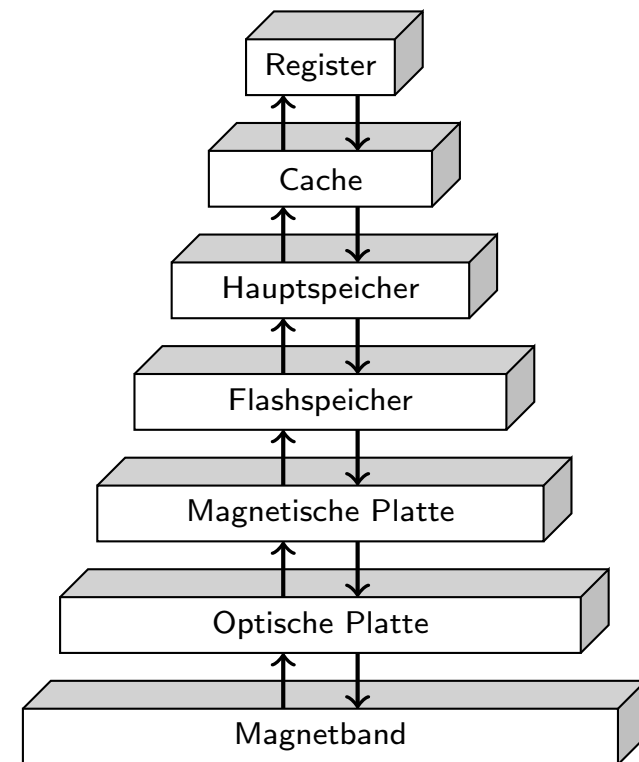 Register
Cache
Hauptspeicher
Flashspeicher
Magnetische Platte
Optische Platte
Magnetband